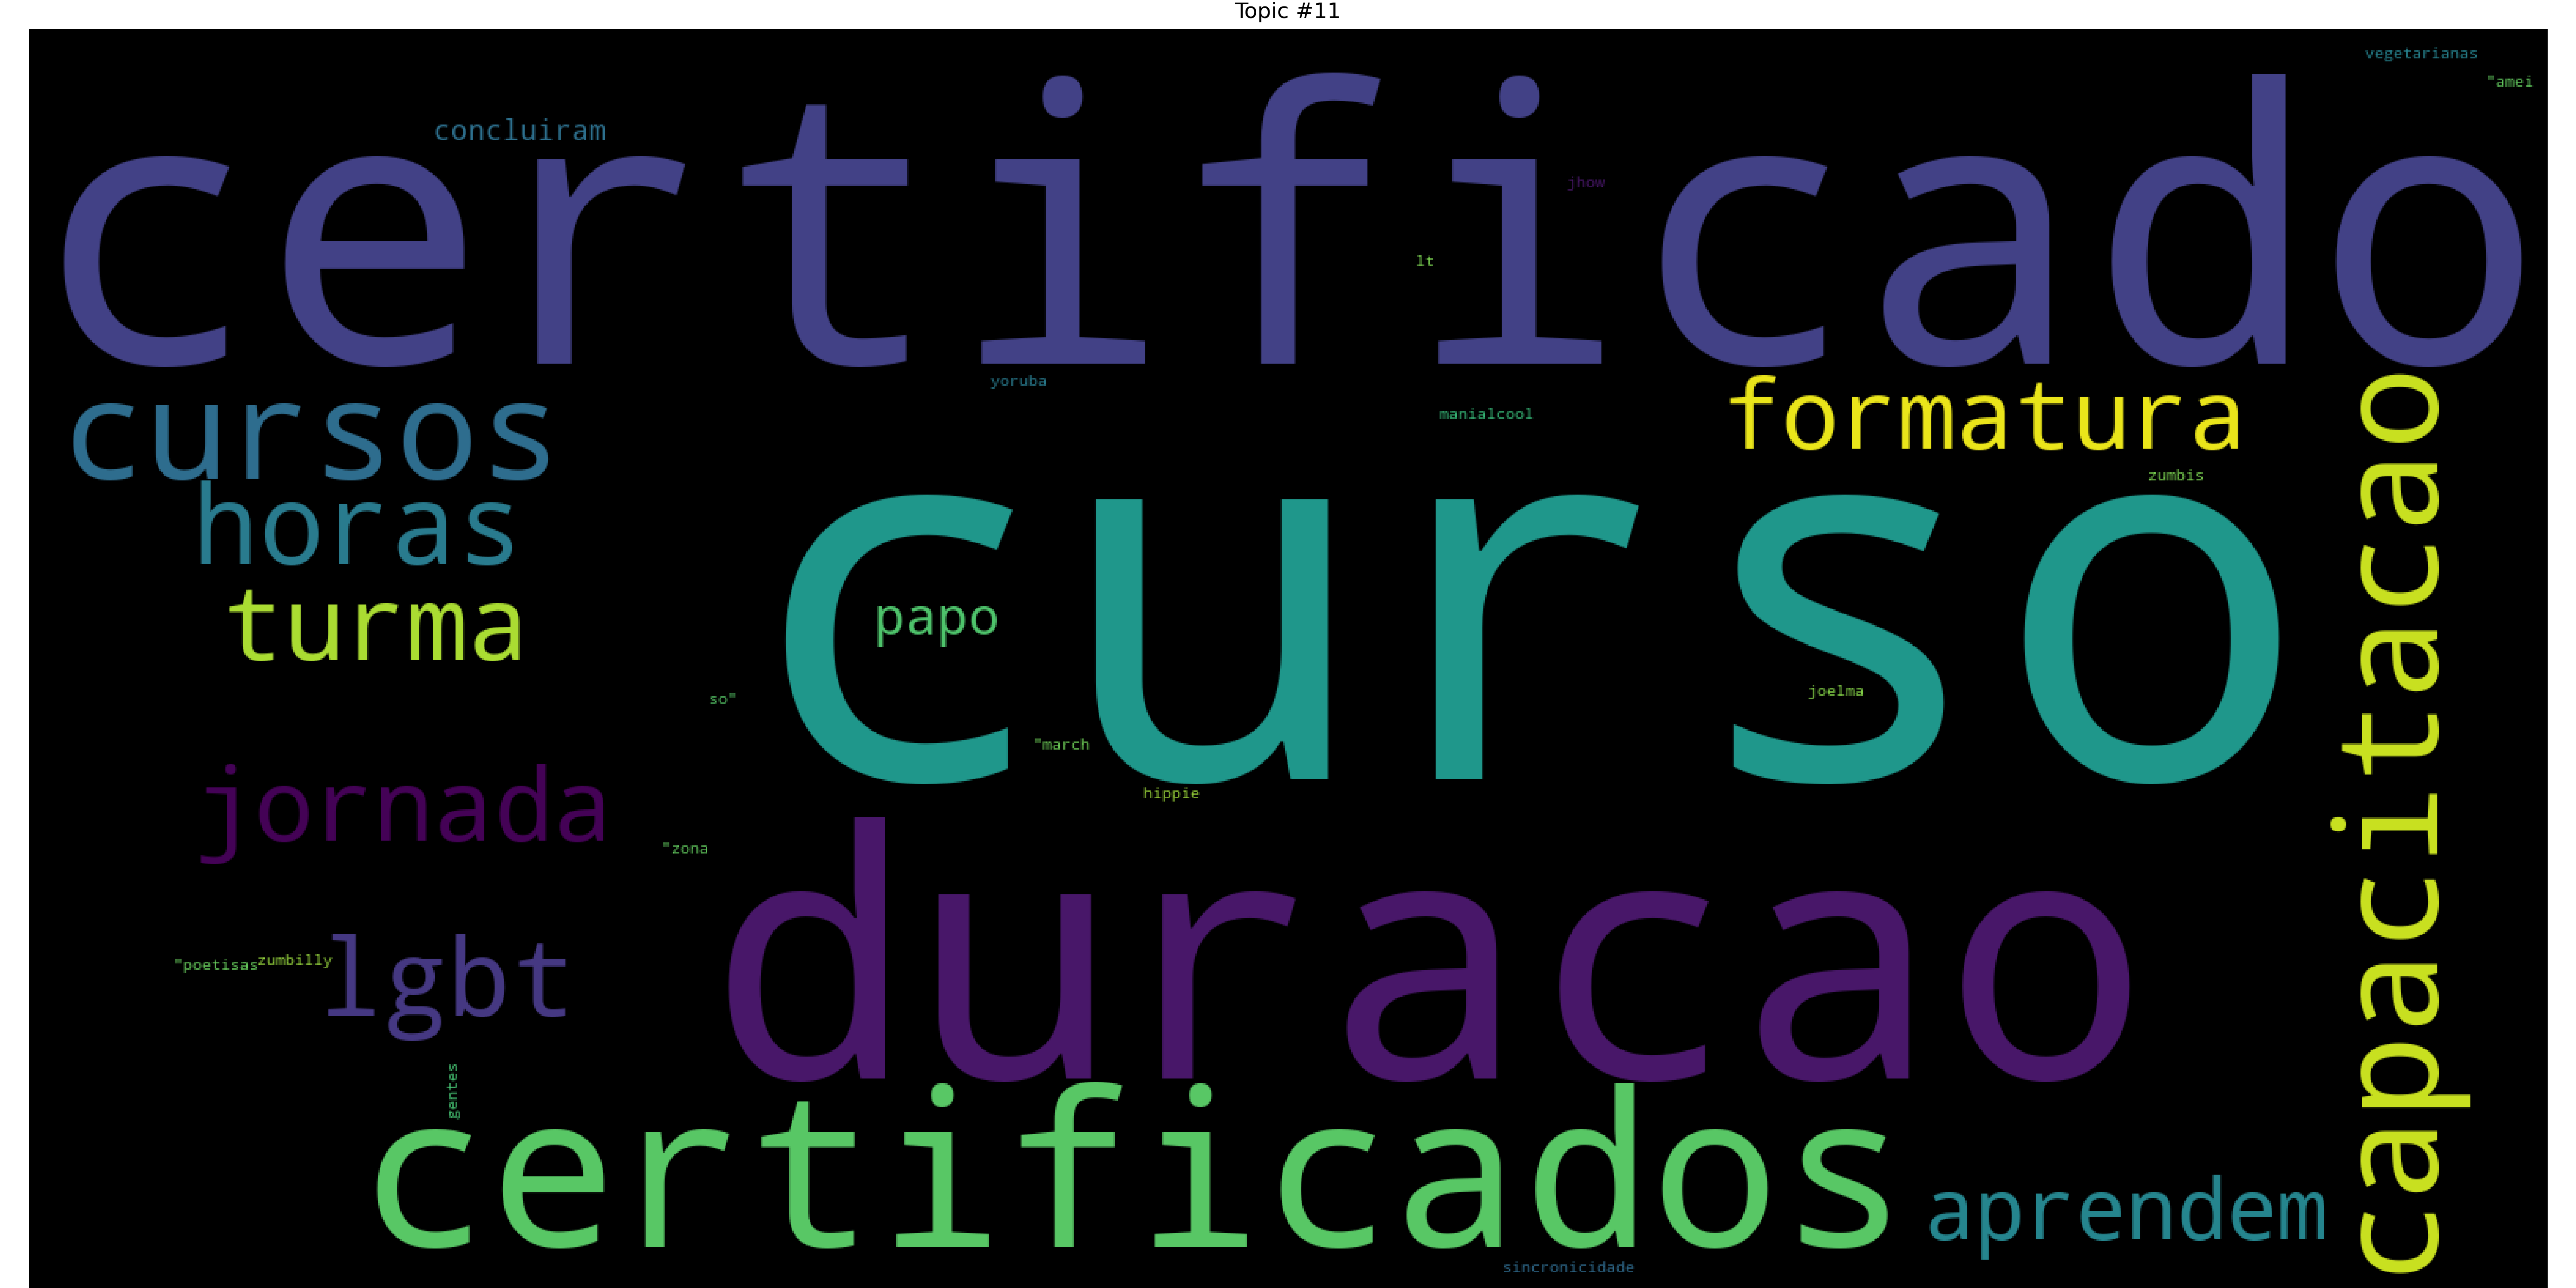 Topic #11
vegetarianas
"amei
concluiram
certificado
jhow
lt
yoruba
manialcool
cursos
formatura
zumbis
horas
curso
turma
papo
so"
joelma
"march
hippie
jornada
"zona
capacitacao
duracao
"poetisas
zumbilly
lgbt
gentes
certificados
aprendem
sincronicidade